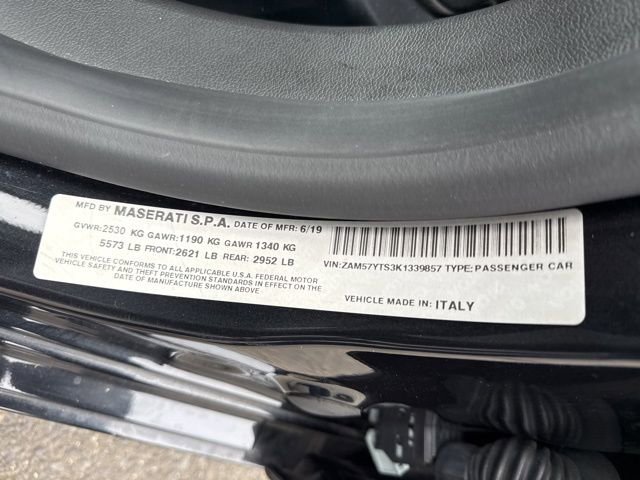 MFD BY MASERATI S.P.A. DATE OF MFR: 6/19
GVWR:2530 KG GAWR:1190 KG GAWR 1340 KG
5573 LB FRONT:2621 LB REAR: 2952 LB
THIS VEHICLE CONFORMS TO ALL APPLICABLE U.S.A. FEDERAL MOTOR
SAFETY AND THEFT PREVENTION STANDARDS IN EFFECT ON THE
DATE OF MANUFACTURE SHOWN ABOVE
VIN:ZAM57YTS3K1339857 TYPE:PASSENGER CAR
VEHICLE MADE IN: ITALY